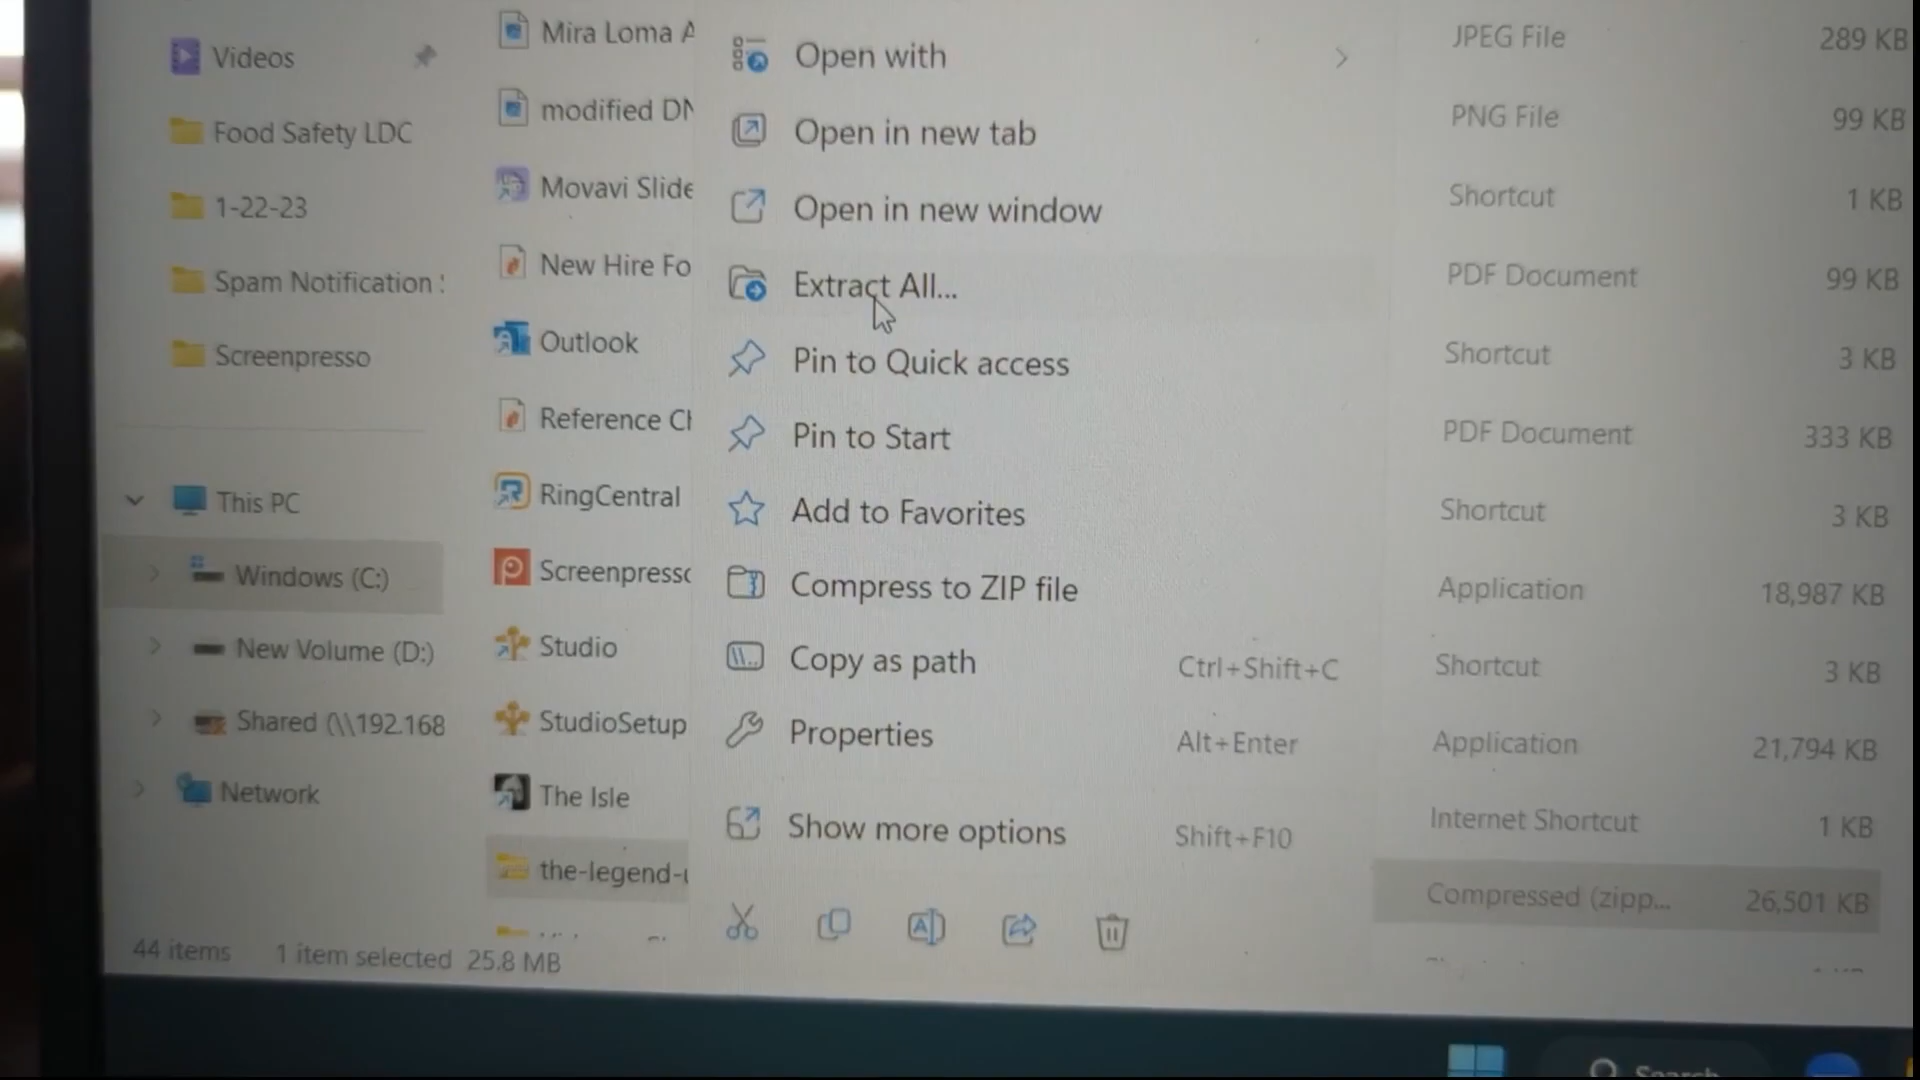 Videos
Food Safety LDC
1-22-23
Spam Notification
Screenpresso
This PC
Windows (C:)
New Volume (D:)
Shared (\\192.168
Network
44 items
1 item selected 25.8 MB
Mira Loma A
modified DN
Movavi Slide
New Hire Fo
Outlook
Reference Ch
RingCentral
Screenpresso
Studio
StudioSetup
The Isle
the-legend-
Open with
Open in new tab
Open in new window
Extract All...
Pin to Quick access
Pin to Start
Add to Favorites
Compress to ZIP file
Copy as path Ctrl+Shift+C
Properties Alt+Enter
Show more options Shift+F10
JPEG File 289 KB
PNG File 99 KB
Shortcut 1 KB
PDF Document 99 KB
Shortcut 3 KB
PDF Document 333 KB
Shortcut 3 KB
Application 18,987 KB
Shortcut 3 KB
Application 21,794 KB
Internet Shortcut 1 KB
Compressed (zipp... 26,501 KB
Search